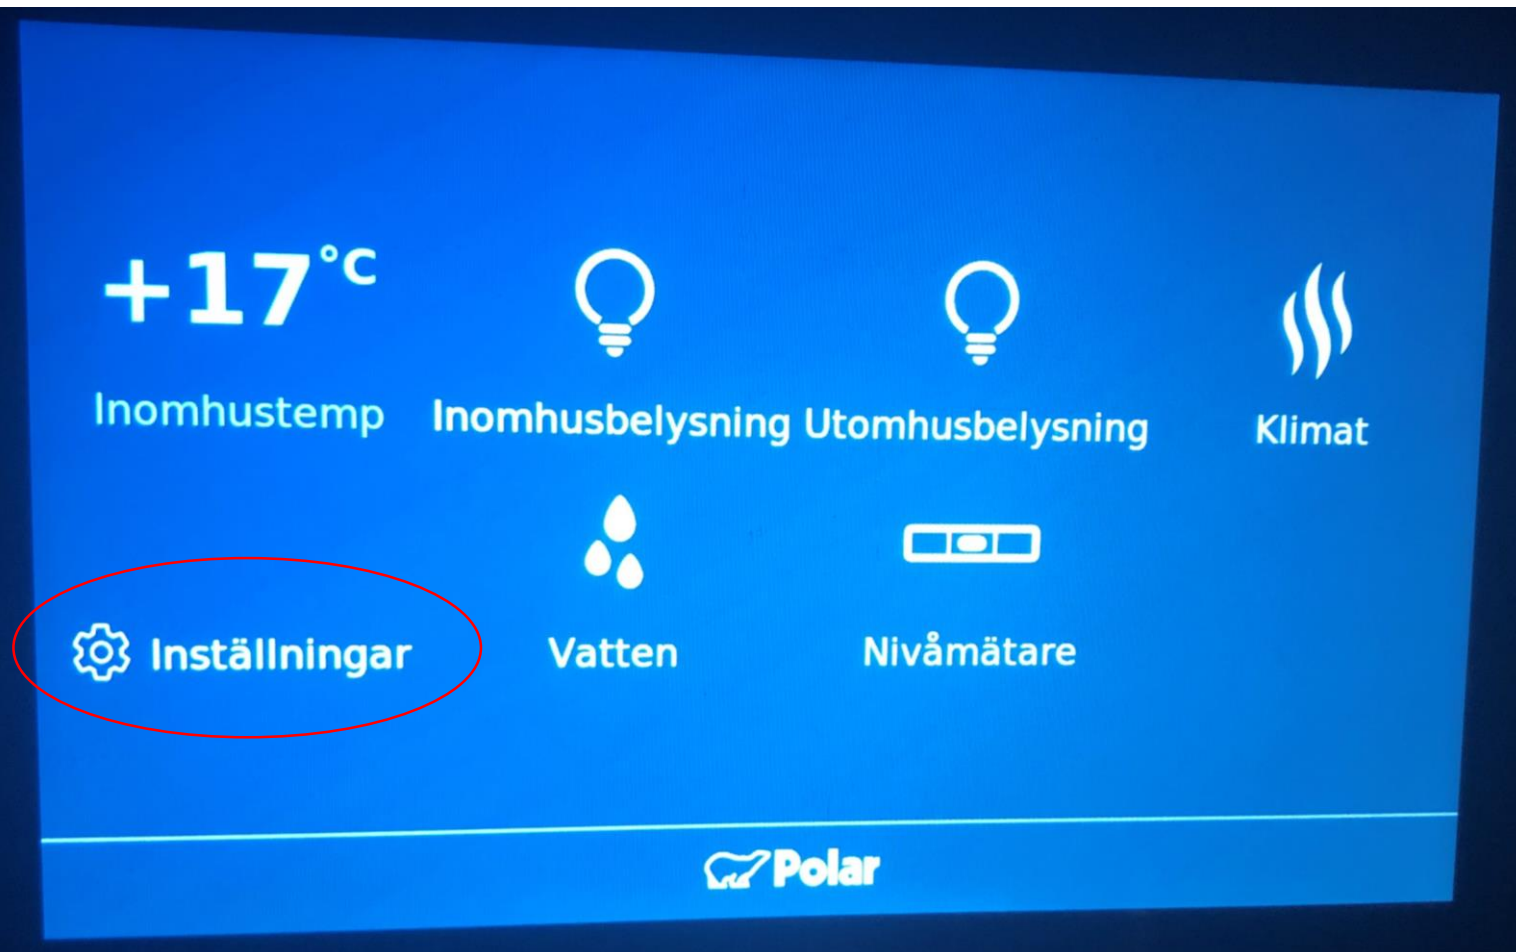 +17°C
Inomhustemp
Inomhusbelysning
Utomhusbelysning
Klimat
Inställningar
Vatten
Nivåmätare
Polar